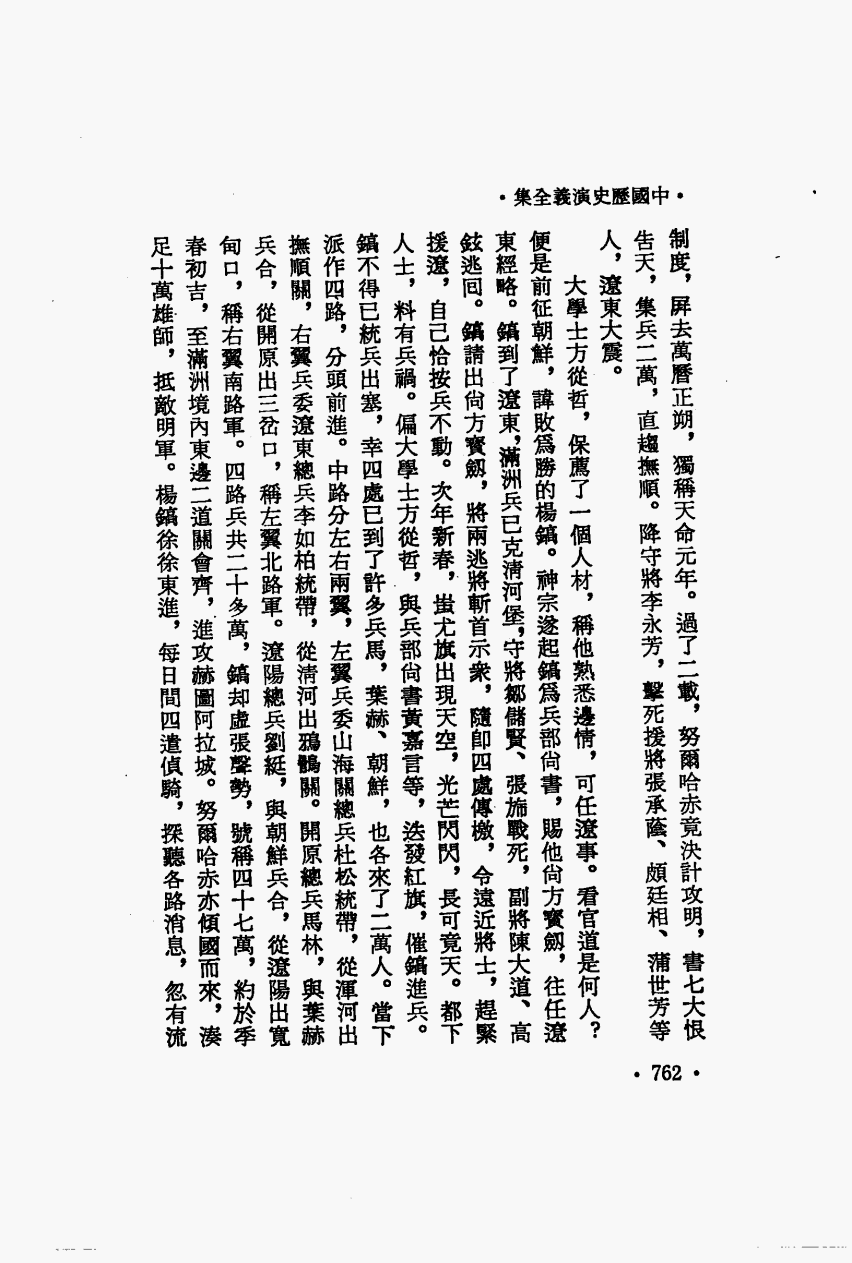 •中國歷史演義全集•
制度，屏去萬曆正朔，獨稱天命元年。過了二載，努爾哈赤竟決計攻明，書七大恨
告天，集兵二萬，直趨撫順。降守將李永芳，擊死援將張承蔭、頗廷相、蒲世芳等
人，遼東大震。
大學士方從哲，保薦了一個人材，稱他熟悉邊情，可任遼事。看官道是何人？
便是前征朝鮮，諱敗爲勝的楊鎬。神宗遂起鎬爲兵部尚書，賜他尚方寶劔，往任遼
東經略。鎬到了遼東，滿洲兵已克清河堡，守將鄒儲賢、張旆戰死，副將陳大道、高
鉉逃回。鎬請出尚方寶劔，將兩逃將斬首示衆，隨卽四處傳檄，令遠近將士，趕緊
援遼，自己恰按兵不動。次年新春，蚩尤旗出現天空，光芒閃閃，長可竟天。都下
人士，料有兵禍。偏大學士方從哲，與兵部尚書黃嘉言等，迭發紅旗，催鎬進兵。
鎬不得已統兵出塞，幸四處已到了許多兵馬，葉赫、朝鮮，也各來了二萬人。當下
派作四路，分頭前進。中路分左右兩翼，左翼兵委山海關總兵杜松統帶，從渾河出
撫順關，右翼兵委遼東總兵李如柏統帶，從清河出鴉鶻關。開原總兵馬林，與葉赫
兵合，從開原出三岔口，稱左翼北路軍。遼陽總兵劉綎，與朝鮮兵合，從遼陽出寬
甸口，稱右翼南路軍。四路兵共二十多萬，鎬却虛張聲勢，號稱四十七萬，約於季
春初吉，至滿洲境內東邊二道關會齊，進攻赫圖阿拉城。努爾哈赤亦傾國而來，湊
足十萬雄師，抵敵明軍。楊鎬徐徐東進，每日間四遣偵騎，探聽各路消息，忽有流
•762•